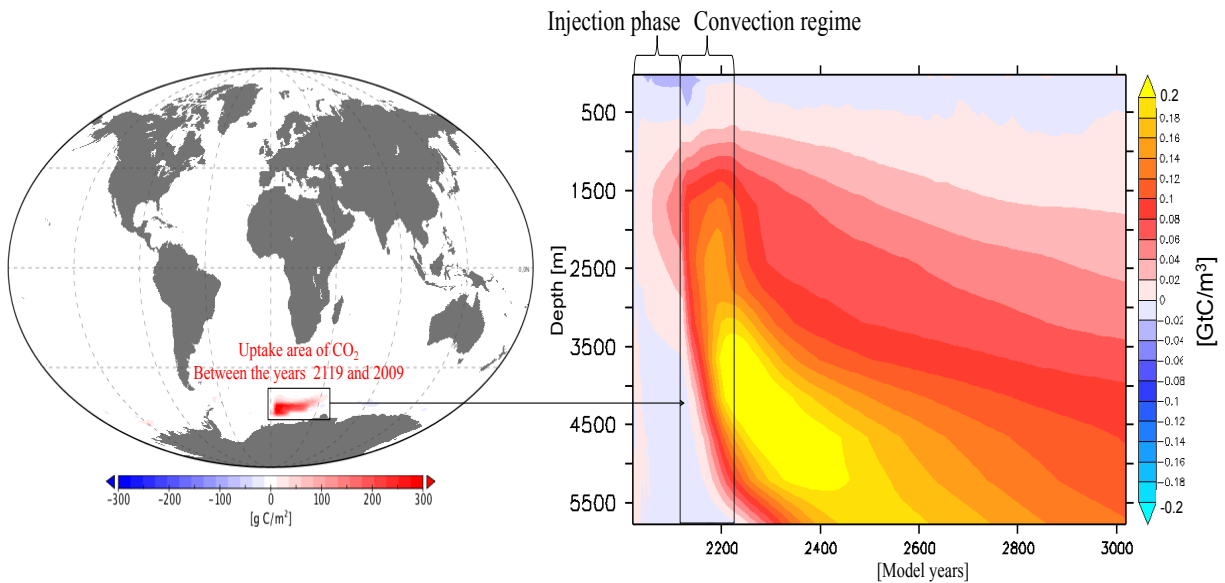 Injection phase Convection regime
0,0N
Uptake area of CO₂
Between the years 2119 and 2009
−300 −200 −100 0 100 200 300
[g C/m²]
500
1500
2500
3500
4500
5500
Depth [m]
2200 2400 2600 2800 3000
[Model years]
0.2
0.18
0.16
0.14
0.12
0.1
0.08
0.06
0.04
0.02
0
−0.02
−0.04
−0.06
−0.08
−0.1
−0.12
−0.14
−0.16
−0.18
-0.2
[GtC/m³]